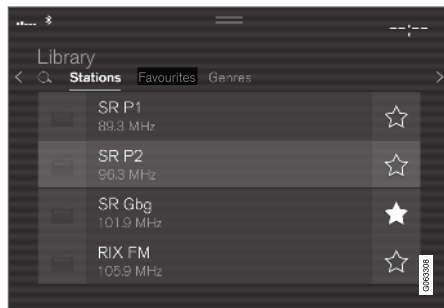 --:--
Library
Stations Favourites Genres
SR P1
89.3 MHz
SR P2
96.3 MHz
SR Gbg
101.9 MHz
RIX FM
105.9 MHz
G063308